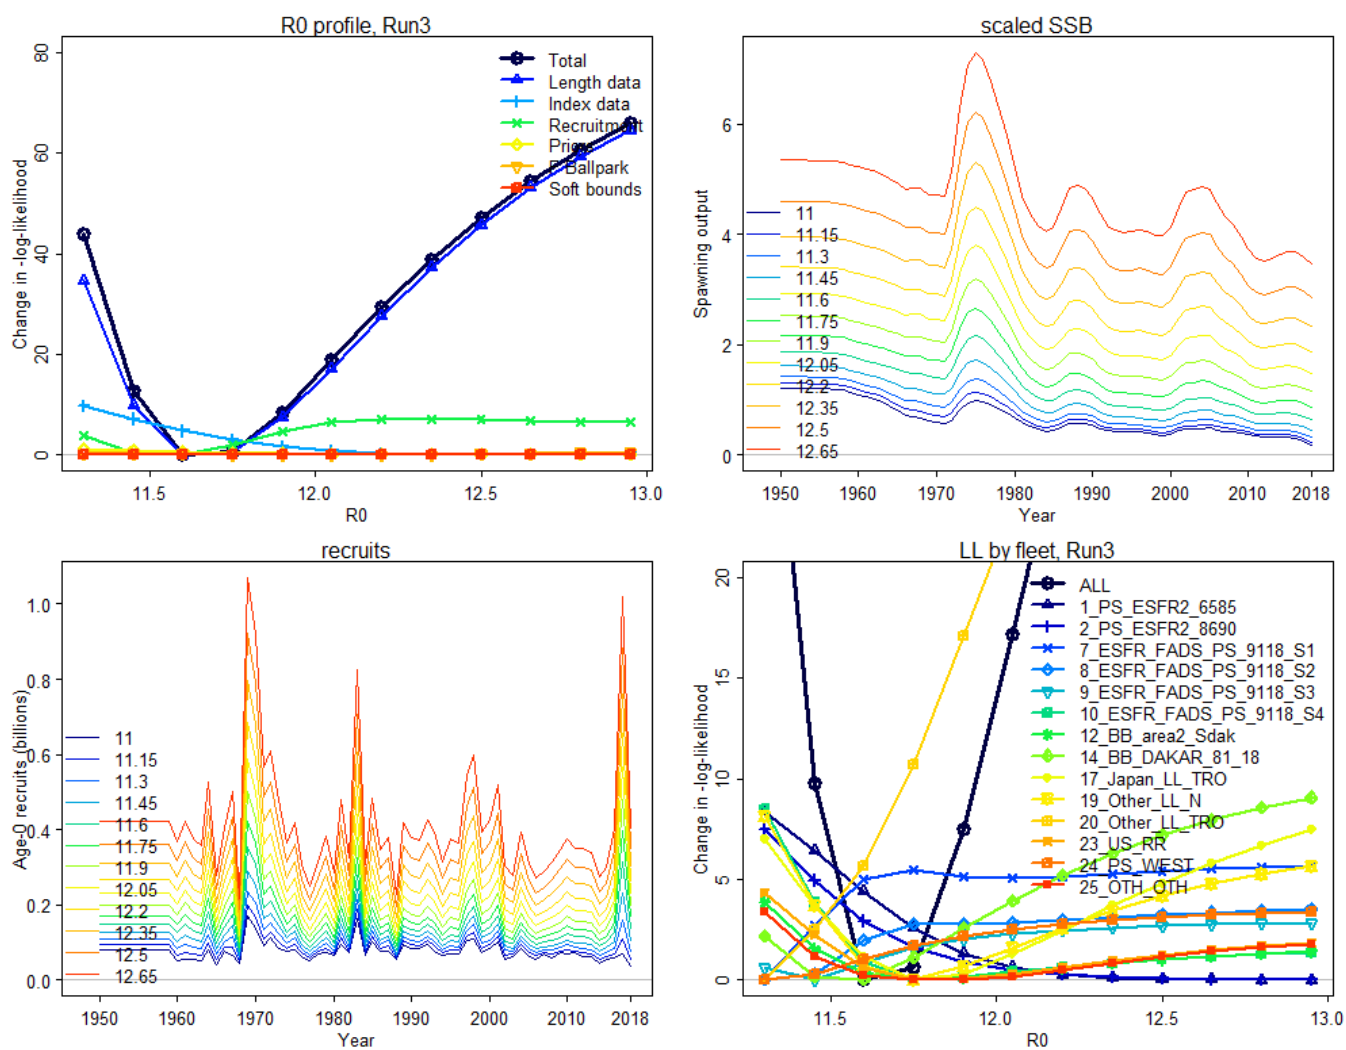 R0 profile, Run3
80
60
40
20
0
Change in -log-likelihood
Total
Length data
Index data
Recruitment
Ballpark
Soft bounds
11.5
12.0
12.5
13.0
R0
scaled SSB
6
4
2
0
Spawning output
11
11.15
11.3
11.45
11.6
11.75
11.9
12.05
12.2
12.35
12.5
12.65
1950
1960
1970
1980
1990
2000
2010
2018
Year
recruits
1.0
0.8
0.6
0.4
0.2
0.0
Age-0 recruits (billions)
11
11.15
11.3
11.45
11.6
11.75
11.9
12.05
12.2
12.35
12.5
12.65
1950
1960
1970
1980
1990
2000
2018
Year
LL by fleet, Run3
20
15
10
5
0
Change in -log-likelihood
ALL
1_PS_ESFR2_6585
2_PS_ESFR2_8690
7_ESFR_FADS_PS_9118_S1
8_ESFR_FADS_PS_9118_S2
9_ESFR_FADS_PS_9118_S3
10_ESFR_FADS_PS_9118_S4
12_BB_area2_Sdak
14_BB_DAKAR_81_18
17_Japan_LL_TRO
19_Other_LL_N
20_Other_LL_TRO
23_US_RR
24_PS_WEST
25_OTH_OTH
11.5
12.0
12.5
13.0
R0